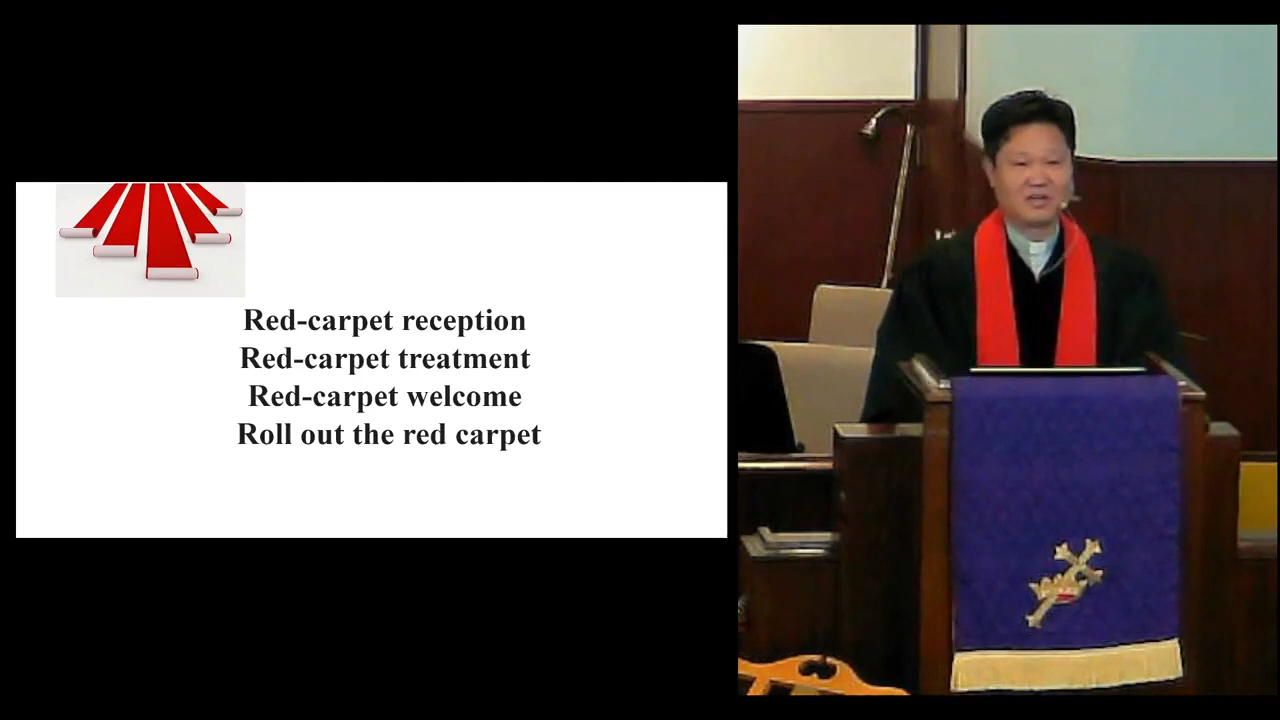 Red-carpet reception
Red-carpet treatment
Red-carpet welcome
Roll out the red carpet